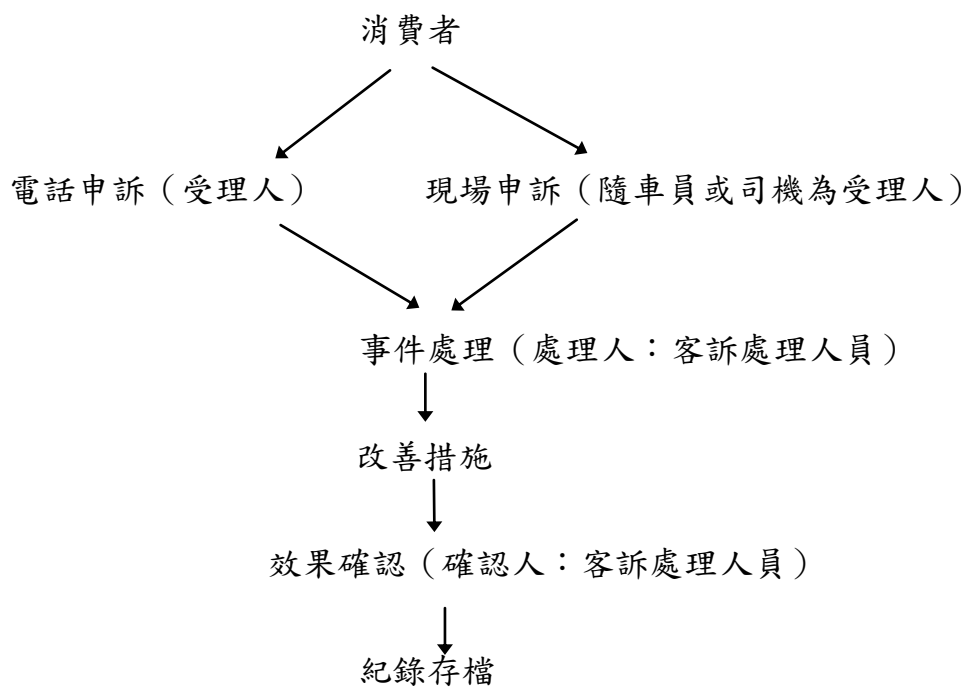 消費者
電話申訴（受理人） 現場申訴（隨車員或司機為受理人）
事件處理（處理人：客訴處理人員）
改善措施
效果確認（確認人：客訴處理人員）
紀錄存檔